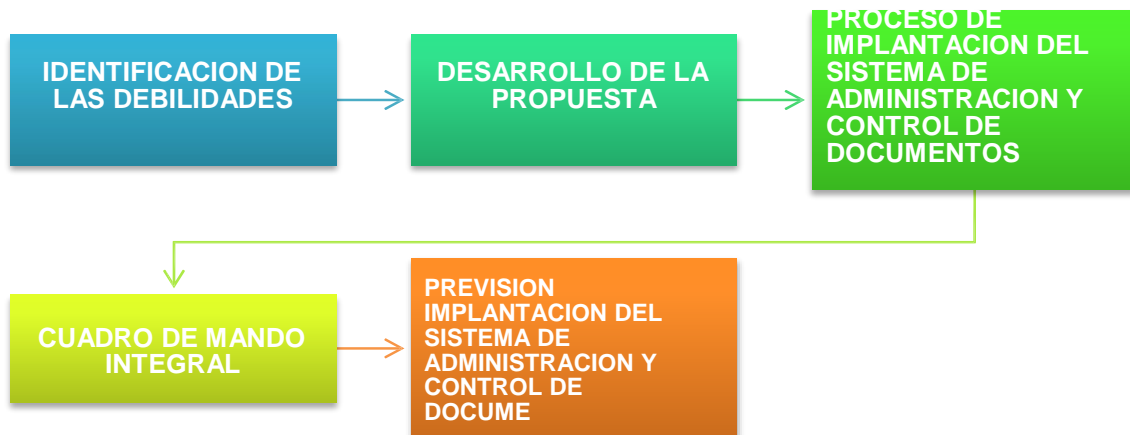 IDENTIFICACION DE
LAS DEBILIDADES
DESARROLLO DE LA
PROPUESTA
PROCESO DE
IMPLANTACION DEL
SISTEMA DE
ADMINISTRACION Y
CONTROL DE
DOCUMENTOS
CUADRO DE MANDO
INTEGRAL
PREVISION
IMPLANTACION DEL
SISTEMA DE
ADMINISTRACION Y
CONTROL DE
DOCUME